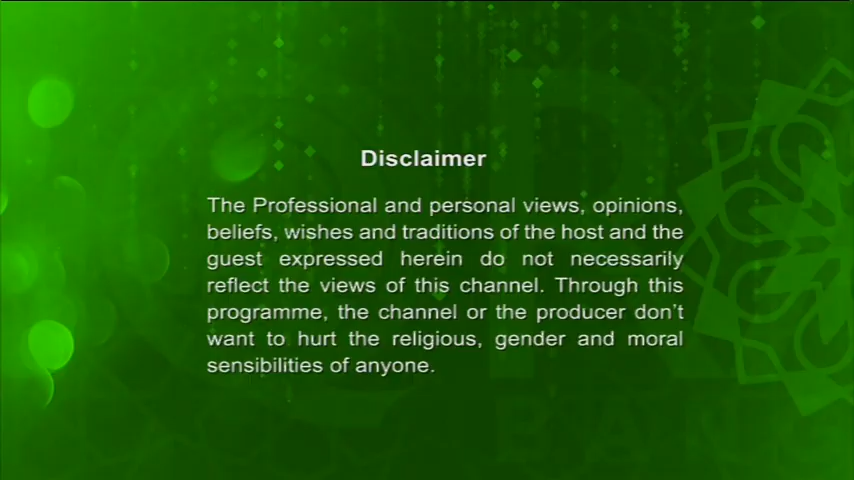 Disclaimer
The Professional and personal views, opinions,
beliefs, wishes and traditions of the host and the
guest expressed herein do not necessarily
reflect the views of this channel. Through this
programme, the channel or the producer don't
want to hurt the religious, gender and moral
sensibilities of anyone.